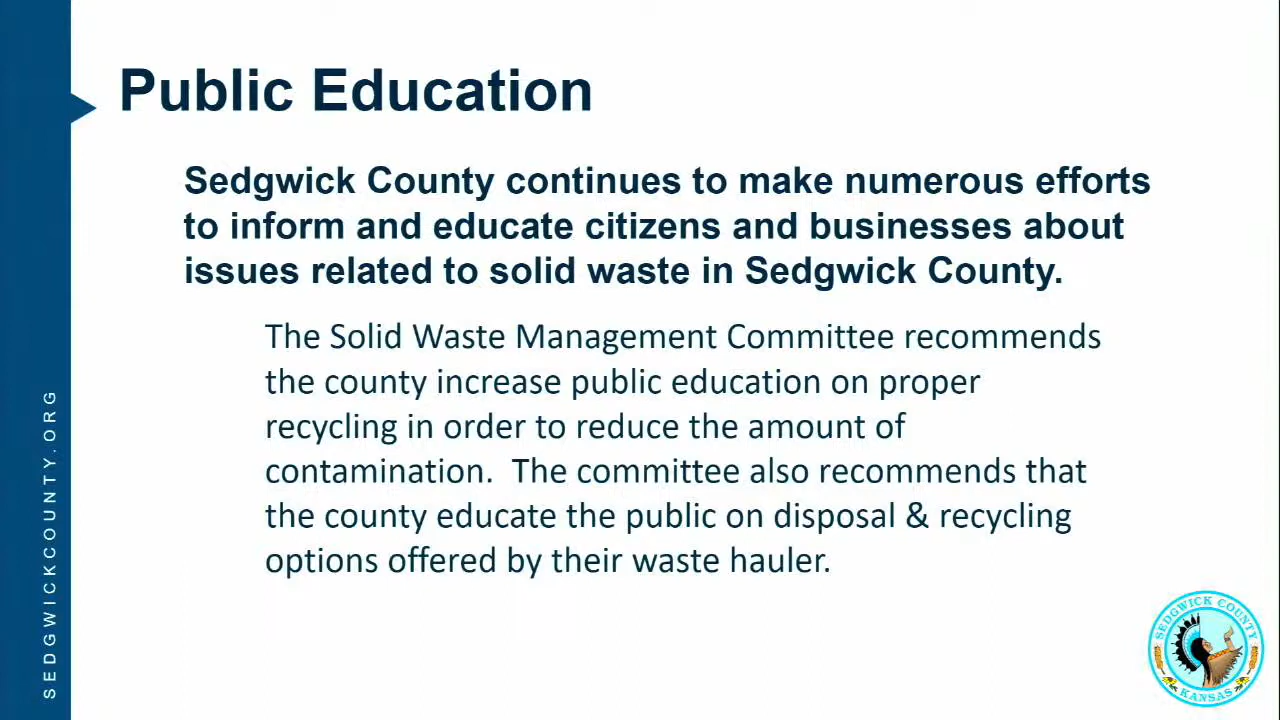 Public Education
Sedgwick County continues to make numerous efforts
to inform and educate citizens and businesses about
issues related to solid waste in Sedgwick County.
The Solid Waste Management Committee recommends
the county increase public education on proper
recycling in order to reduce the amount of
contamination.  The committee also recommends that
the county educate the public on disposal & recycling
options offered by their waste hauler.
SEDGWICKCOUNTY.ORG
SEDGWICK COUNTY
KANSAS